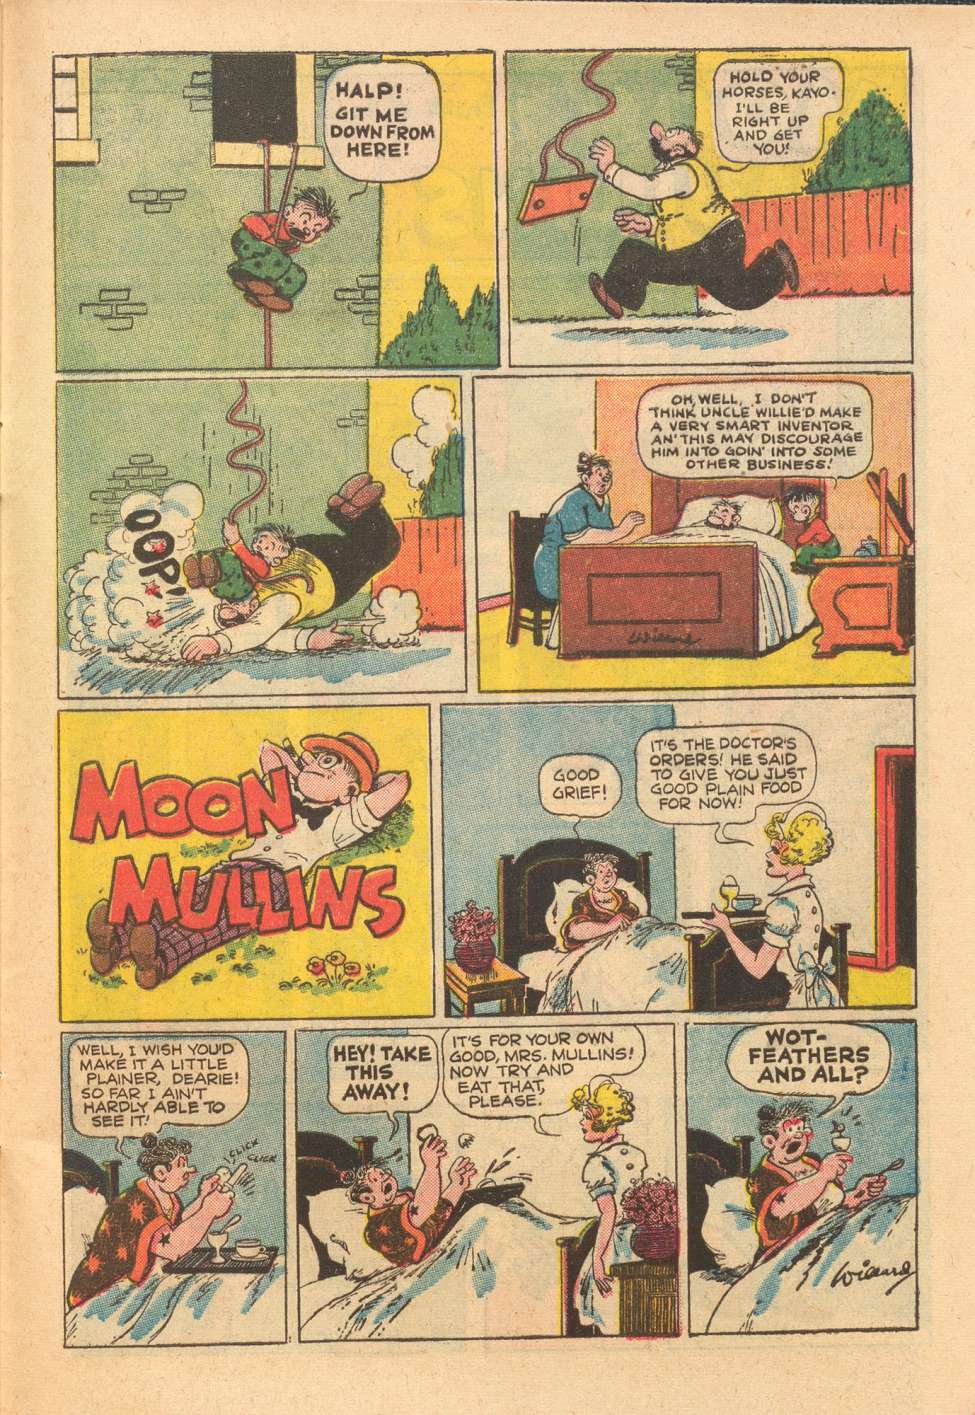 HALP!
GIT ME
DOWN FROM
HERE!
HOLD YOUR
HORSES, KAYO.
I'LL BE
RIGHT UP
AND GET
YOU!
OOP!
OH, WELL, I DON'T
THINK UNCLE WILLIE'D MAKE
A VERY SMART INVENTOR
AN' THIS MAY DISCOURAGE
HIM INTO GOIN' INTO SOME
OTHER BUSINESS!
Willard
MOON
MULLINS
GOOD
GRIEF!
IT'S THE DOCTOR'S
ORDERS! HE SAID
TO GIVE YOU JUST
GOOD PLAIN FOOD
FOR NOW!
WELL, I WISH YOU'D
MAKE IT A LITTLE
PLAINER, DEARIE!
SO FAR I AIN'T
HARDLY ABLE TO
SEE IT!
CLICK
CLICK
HEY! TAKE
THIS
AWAY!
IT'S FOR YOUR OWN
GOOD, MRS. MULLINS!
NOW TRY AND
EAT THAT,
PLEASE.
WOT-
FEATHERS
AND ALL?
Willard